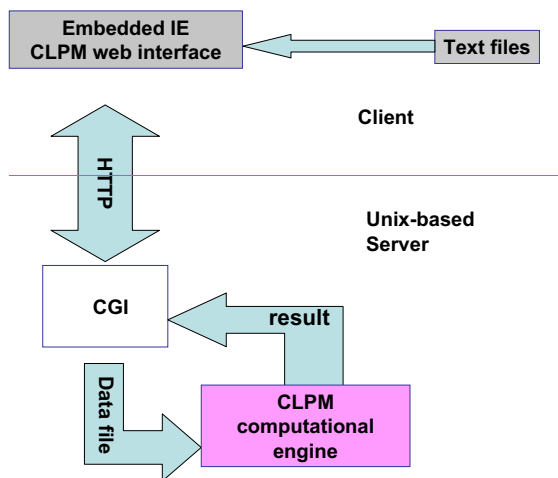 Embedded IE
CLPM web interface
Text files
Client
HTTP
Unix-based
Server
CGI
result
Data file
CLPM
computational
engine